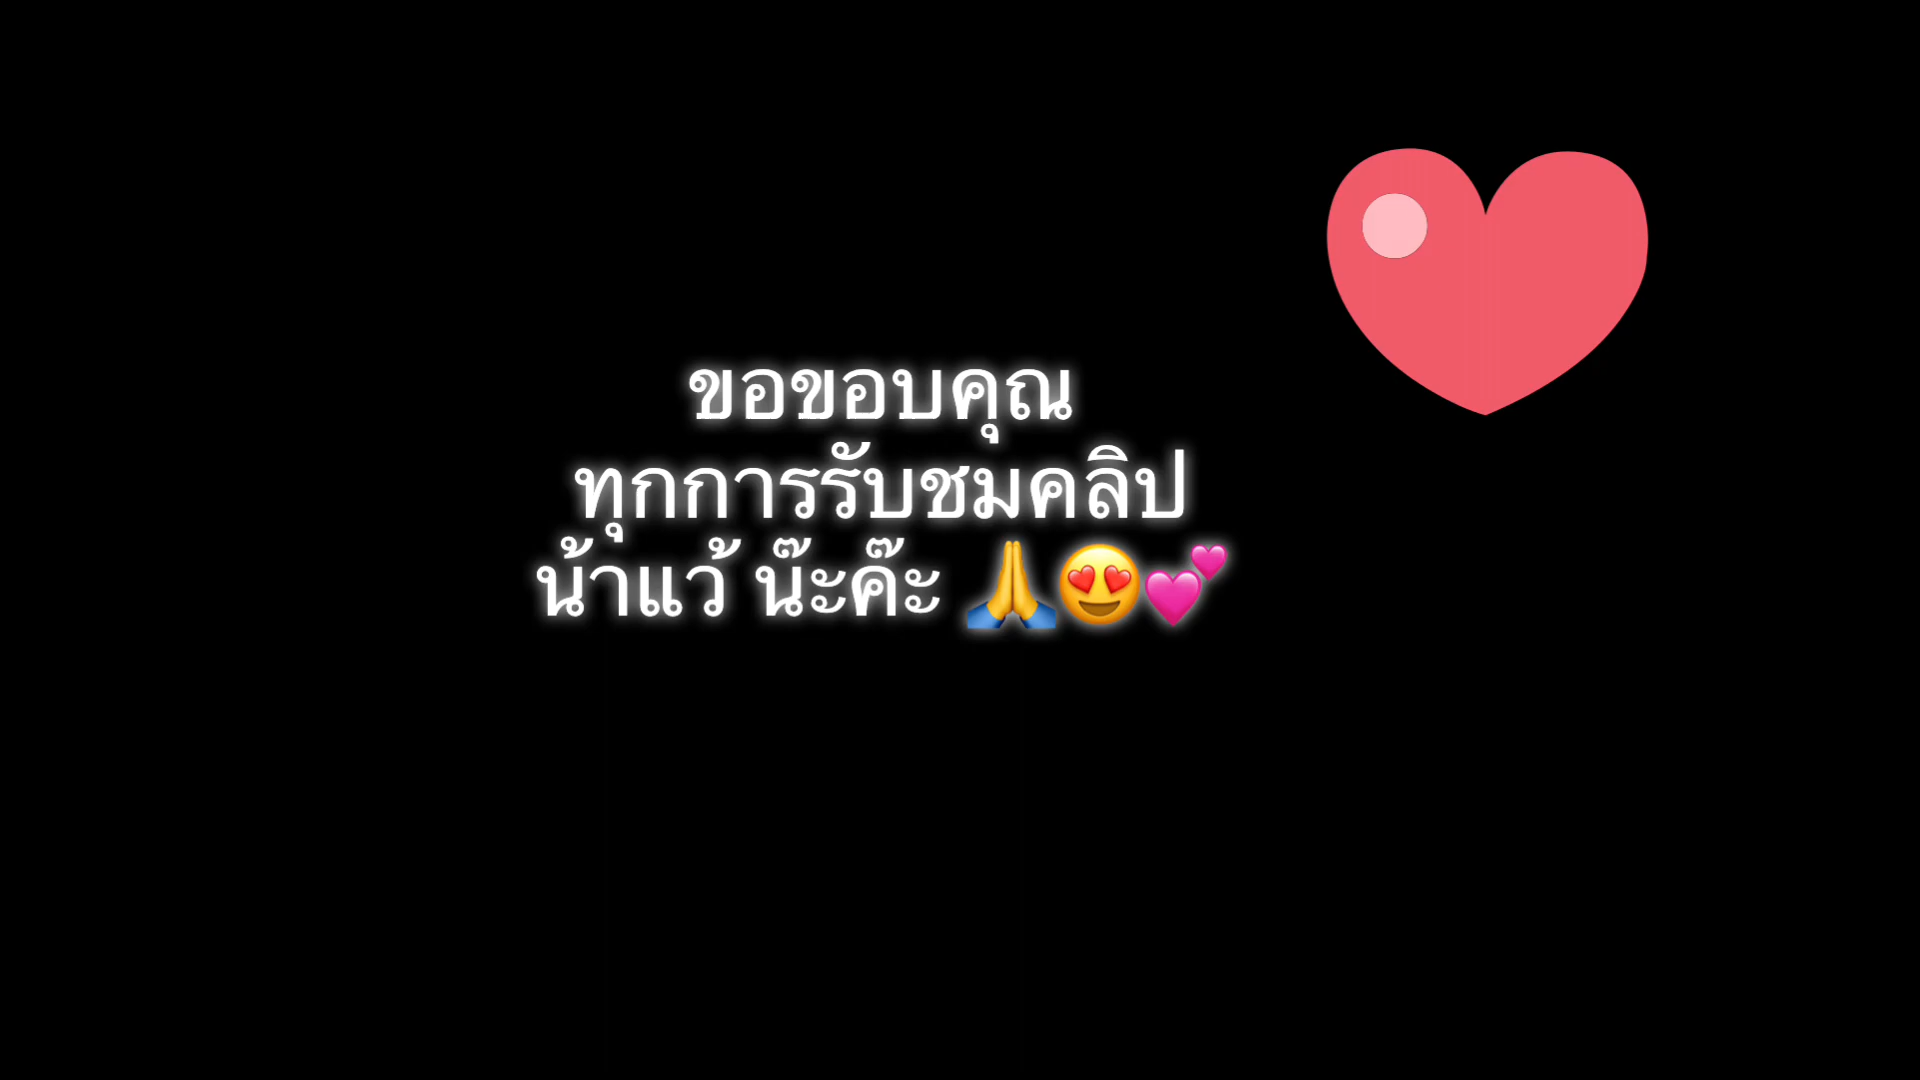 ขอขอบคุณ
ทุกการรับชมคลิป
น้าแว้ น๊ะค๊ะ 🙏😍💕